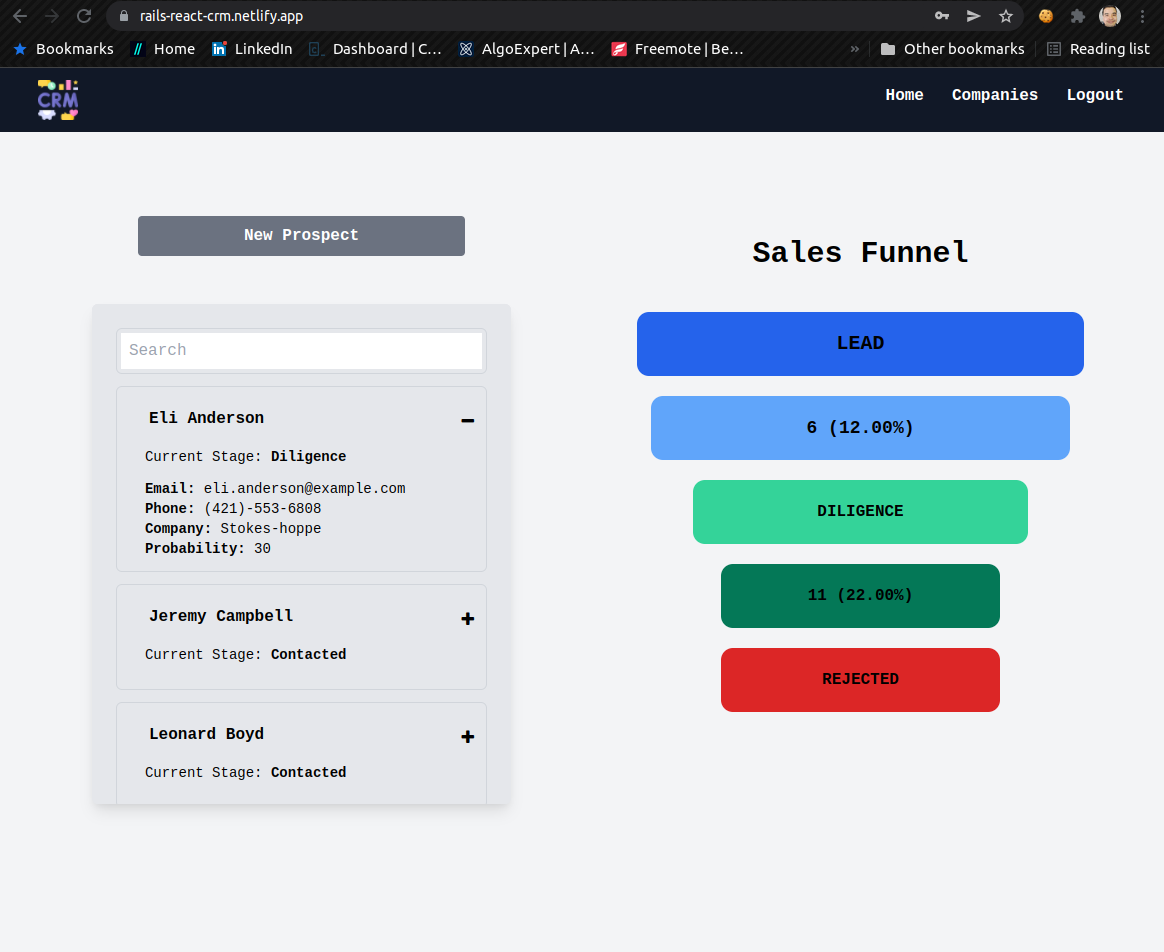 rails-react-crm.netlify.app
Bookmarks Home LinkedIn Dashboard | C... AlgoExpert | A... Freemote | Be... » Other bookmarks Reading list
CRM Home Companies Logout
New Prospect
Search
Eli Anderson
Current Stage: Diligence
Email: eli.anderson@example.com
Phone: (421)-553-6808
Company: Stokes-hoppe
Probability: 30
Jeremy Campbell
Current Stage: Contacted
Leonard Boyd
Current Stage: Contacted
Sales Funnel
LEAD
6 (12.00%)
DILIGENCE
11 (22.00%)
REJECTED